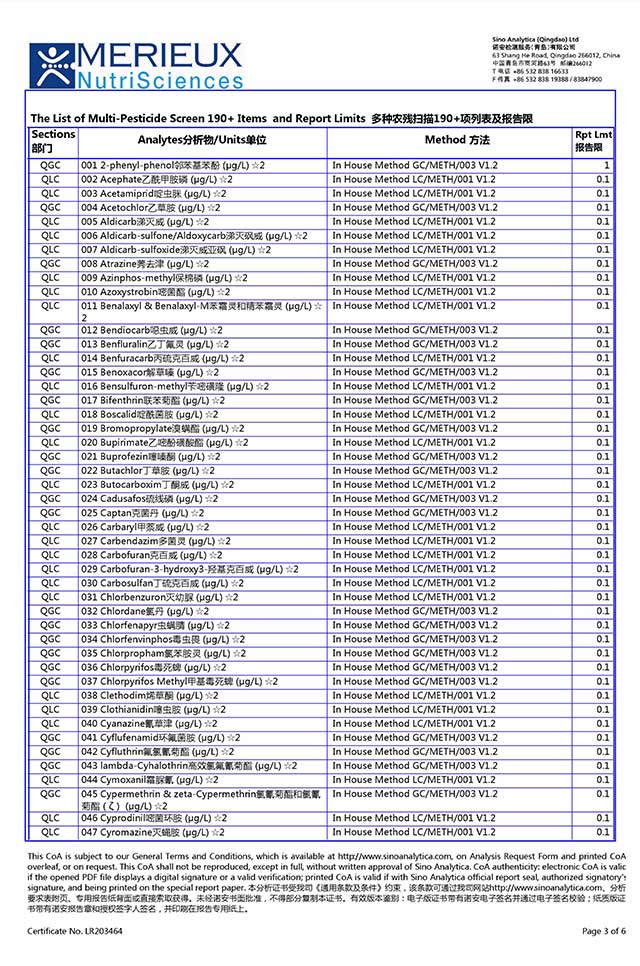 MERIEUX
NutriSciences
Sino Analytica (Qingdao) Ltd
诺安检测服务(青岛)有限公司
63 Shang He Road, Qingdao 266012, China
中国青岛市商河路63号 邮编266012
T 电话 +86 532 838 16633
F 传真 +86 532 838 19388 / 83847900
The List of Multi-Pesticide Screen 190+ Items and Report Limits 多种农残扫描190+项列表及报告限
Sections部门 Analytes分析物/Units单位 Method 方法 Rpt Lmt报告限
QGC 001 2-phenyl-phenol邻苯基苯酚 (µg/L) ☆2 In House Method GC/METH/003 V1.2 1
QLC 002 Acephate乙酰甲胺磷 (µg/L) ☆2 In House Method LC/METH/001 V1.2 0.1
QLC 003 Acetamiprid啶虫脒 (µg/L) ☆2 In House Method LC/METH/001 V1.2 0.1
QGC 004 Acetochlor乙草胺 (µg/L) ☆2 In House Method GC/METH/003 V1.2 0.1
QLC 005 Aldicarb涕灭威 (µg/L) ☆2 In House Method LC/METH/001 V1.2 0.1
QLC 006 Aldicarb-sulfone/Aldoxycarb涕灭砜威 (µg/L) ☆2 In House Method LC/METH/001 V1.2 0.1
QLC 007 Aldicarb-sulfoxide涕灭威亚砜 (µg/L) ☆2 In House Method LC/METH/001 V1.2 0.1
QGC 008 Atrazine莠去津 (µg/L) ☆2 In House Method GC/METH/003 V1.2 0.1
QLC 009 Azinphos-methyl保棉磷 (µg/L) ☆2 In House Method LC/METH/001 V1.2 0.1
QLC 010 Azoxystrobin嘧菌酯 (µg/L) ☆2 In House Method LC/METH/001 V1.2 0.1
QLC 011 Benalaxyl & Benalaxyl-M苯霜灵和精苯霜灵 (µg/L) ☆ In House Method LC/METH/001 V1.2 0.1
2
QGC 012 Bendiocarb噁虫威 (µg/L) ☆2 In House Method GC/METH/003 V1.2 0.1
QGC 013 Benfluralin乙丁氟灵 (µg/L) ☆2 In House Method GC/METH/003 V1.2 0.1
QLC 014 Benfuracarb丙硫克百威 (µg/L) ☆2 In House Method LC/METH/001 V1.2 0.1
QGC 015 Benoxacor解草嗪 (µg/L) ☆2 In House Method GC/METH/003 V1.2 0.1
QLC 016 Bensulfuron-methyl苄嘧磺隆 (µg/L) ☆2 In House Method LC/METH/001 V1.2 0.1
QGC 017 Bifenthrin联苯菊酯 (µg/L) ☆2 In House Method GC/METH/003 V1.2 0.1
QLC 018 Boscalid啶酰菌胺 (µg/L) ☆2 In House Method LC/METH/001 V1.2 0.1
QGC 019 Bromopropylate溴螨酯 (µg/L) ☆2 In House Method GC/METH/003 V1.2 0.1
QLC 020 Bupirimate乙嘧酚磺酸酯 (µg/L) ☆2 In House Method LC/METH/001 V1.2 0.1
QGC 021 Buprofezin噻嗪酮 (µg/L) ☆2 In House Method GC/METH/003 V1.2 0.1
QGC 022 Butachlor丁草胺 (µg/L) ☆2 In House Method GC/METH/003 V1.2 0.1
QLC 023 Butocarboxim丁酮威 (µg/L) ☆2 In House Method LC/METH/001 V1.2 0.1
QGC 024 Cadusafos硫线磷 (µg/L) ☆2 In House Method GC/METH/003 V1.2 0.1
QGC 025 Captan克菌丹 (µg/L) ☆2 In House Method GC/METH/003 V1.2 0.1
QLC 026 Carbaryl甲萘威 (µg/L) ☆2 In House Method LC/METH/001 V1.2 0.1
QLC 027 Carbendazim多菌灵 (µg/L) ☆2 In House Method LC/METH/001 V1.2 0.1
QLC 028 Carbofuran克百威 (µg/L) ☆2 In House Method LC/METH/001 V1.2 0.1
QLC 029 Carbofuran-3-hydroxy3-羟基克百威 (µg/L) ☆2 In House Method LC/METH/001 V1.2 0.1
QLC 030 Carbosulfan丁硫克百威 (µg/L) ☆2 In House Method LC/METH/001 V1.2 0.1
QLC 031 Chlorbenzuron灭幼脲 (µg/L) ☆2 In House Method LC/METH/001 V1.2 0.1
QGC 032 Chlordane氯丹 (µg/L) ☆2 In House Method GC/METH/003 V1.2 0.1
QGC 033 Chlorfenapyr虫螨腈 (µg/L) ☆2 In House Method GC/METH/003 V1.2 0.1
QGC 034 Chlorfenvinphos毒虫畏 (µg/L) ☆2 In House Method GC/METH/003 V1.2 0.1
QGC 035 Chlorpropham氯苯胺灵 (µg/L) ☆2 In House Method GC/METH/003 V1.2 0.1
QGC 036 Chlorpyrifos毒死蜱 (µg/L) ☆2 In House Method GC/METH/003 V1.2 0.1
QGC 037 Chlorpyrifos Methyl甲基毒死蜱 (µg/L) ☆2 In House Method GC/METH/003 V1.2 0.1
QLC 038 Clethodim烯草酮 (µg/L) ☆2 In House Method LC/METH/001 V1.2 0.1
QLC 039 Clothianidin噻虫胺 (µg/L) ☆2 In House Method LC/METH/001 V1.2 0.1
QLC 040 Cyanazine氰草津 (µg/L) ☆2 In House Method LC/METH/001 V1.2 0.1
QGC 041 Cyflufenamid环氟菌胺 (µg/L) ☆2 In House Method GC/METH/003 V1.2 0.1
QGC 042 Cyfluthrin氟氯氰菊酯 (µg/L) ☆2 In House Method GC/METH/003 V1.2 0.1
QGC 043 lambda-Cyhalothrin高效氯氟氰菊酯 (µg/L) ☆2 In House Method GC/METH/003 V1.2 0.1
QLC 044 Cymoxanil霜脲氰 (µg/L) ☆2 In House Method LC/METH/001 V1.2 0.1
QGC 045 Cypermethrin & zeta-Cypermethrin氯氰菊酯和氯氰 In House Method GC/METH/003 V1.2 0.1
菊酯 ( ζ ) (µg/L) ☆2
QLC 046 Cyprodinil嘧菌环胺 (µg/L) ☆2 In House Method LC/METH/001 V1.2 0.1
QLC 047 Cyromazine灭蝇胺 (µg/L) ☆2 In House Method LC/METH/001 V1.2 0.1
This CoA is subject to our General Terms and Conditions, which is available at http://www.sinoanalytica.com, on Analysis Request Form and printed CoA
overleaf, or on request. This CoA shall not be reproduced, except in full, without written approval of Sino Analytica. CoA authenticity: electronic CoA is valic
if the opened PDF file displays a digital signature or a valid verification; printed CoA is valid if with Sino Analytica official report seal, authorized signatory's
signature, and being printed on the special report paper. 本分析证书受我司《通用条款及条件》约束，该条款可通过我司网站http://www.sinoanalytica.com、分析
要求表附页、专用报告纸背面或直接索取获得。未经诺安书面批准，不得部分复制本证书。有效版本鉴别：电子版证书带有诺安电子签名并通过电子签名校验；纸质版证
书带有诺安报告章和授权签字人签名，并印刷在报告专用纸上。
Certificate No. LR203464 Page 3 of 6